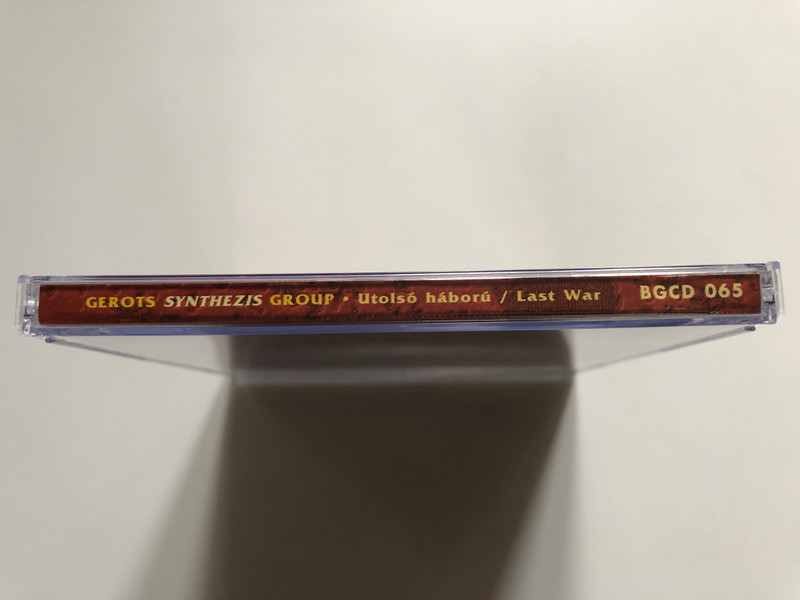 GEROTS SYNTHEZIS GROUP • Utolsó háború / Last War BGCD 065